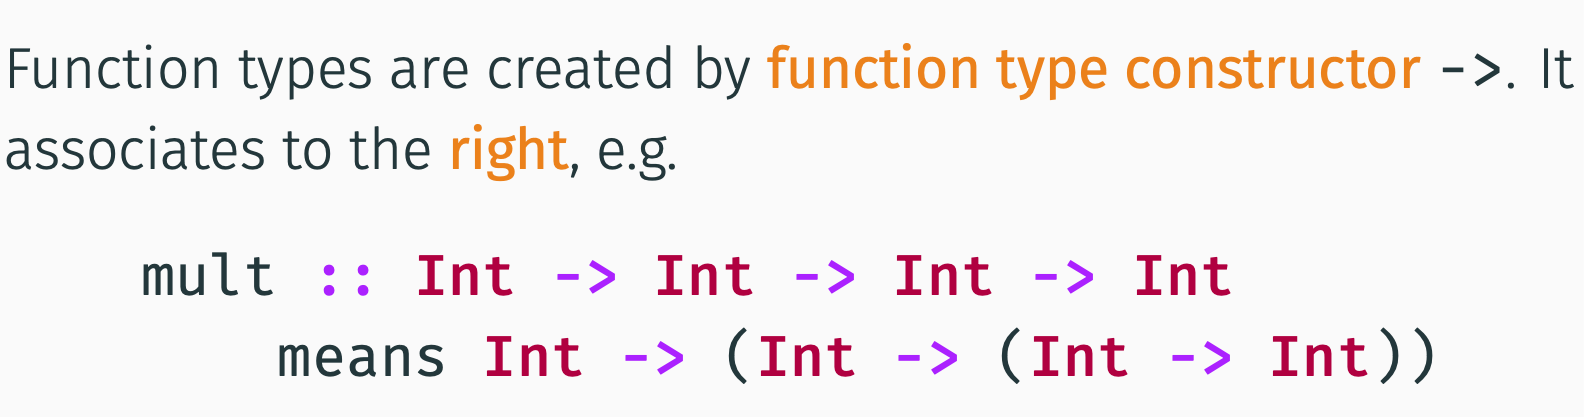 Function types are created by function type constructor ->. It
associates to the right, e.g.
mult :: Int -> Int -> Int -> Int
means Int -> (Int -> (Int -> Int))